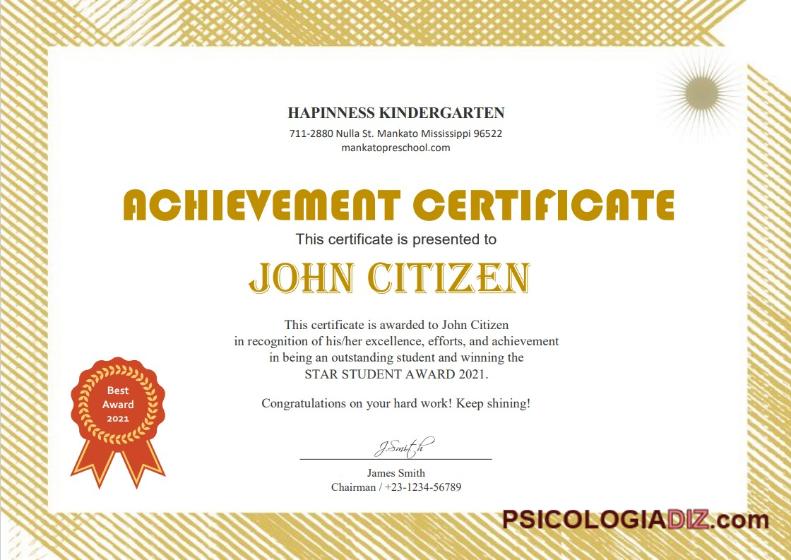 HAPINNESS KINDERGARTEN
711-2880 Nulla St. Mankato Mississippi 96522
mankatopreschool.com
ACHIEVEMENT CERTIFICATE
This certificate is presented to
JOHN CITIZEN
This certificate is awarded to John Citizen
in recognition of his/her excellence, efforts, and achievement
in being an outstanding student and winning the
STAR STUDENT AWARD 2021.
Congratulations on your hard work! Keep shining!
Best
Award
2021
J.Smith
James Smith
Chairman / +23-1234-56789
PSICOLOGIADIZ.com